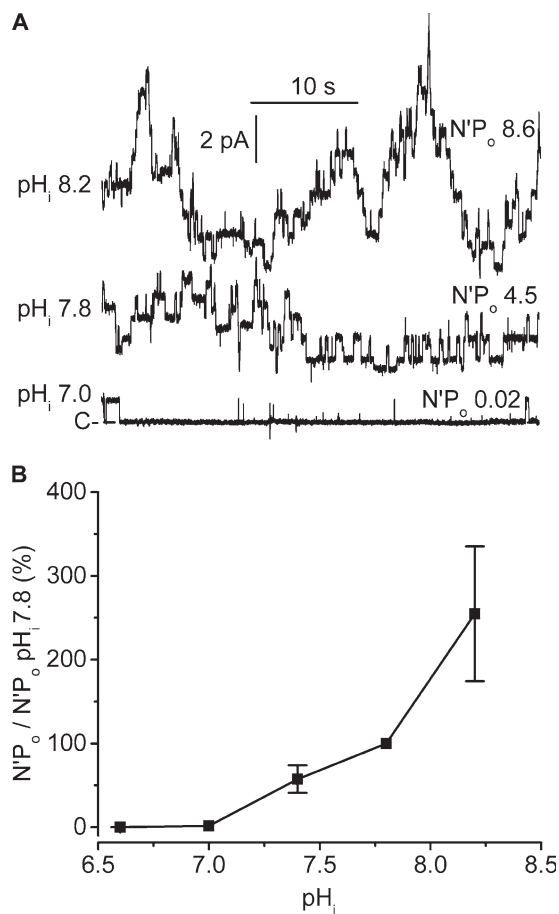 A
10 s
2 pA
N'Po 8.6
pHi 8.2
pHi 7.8
N'Po 4.5
pHi 7.0
N'Po 0.02
C-
B
N'Po / N'Po pHi 7.8 (%)
400
300
200
100
0
6.5 7.0 7.5 8.0 8.5
pHi